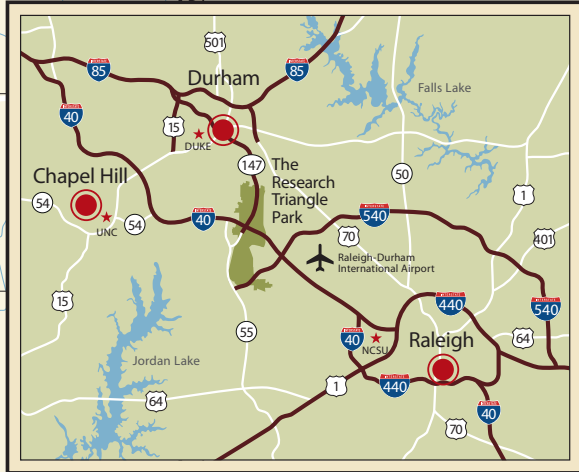 501
85
Durham
85
Falls Lake
40
15
DUKE
147
The
Research
Triangle
Park
50
Chapel Hill
54
UNC
54
40
1
540
70
401
Raleigh-Durham
International Airport
15
440
540
55
40
NCSU
Raleigh
64
Jordan Lake
64
1
440
40
70